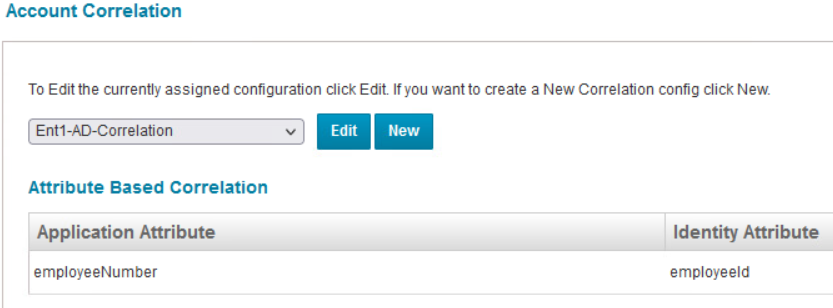 Account Correlation
To Edit the currently assigned configuration click Edit. If you want to create a New Correlation config click New.
Ent1-AD-Correlation Edit New
Attribute Based Correlation
Application Attribute Identity Attribute
employeeNumber employeeId